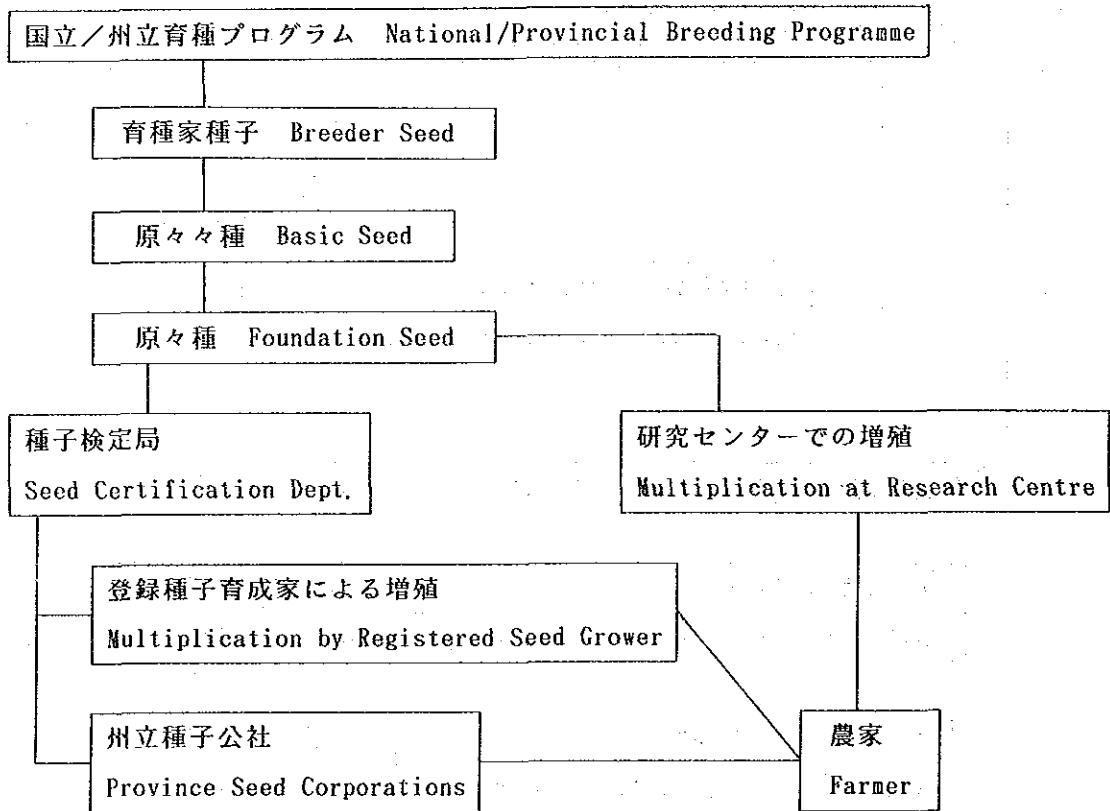 国立／州立育種プログラム National/Provincial Breeding Programme
育種家種子 Breeder Seed
原々々種 Basic Seed
原々種 Foundation Seed
種子検定局
Seed Certification Dept.
研究センターでの増殖
Multiplication at Research Centre
登録種子育成家による増殖
Multiplication by Registered Seed Grower
州立種子公社
Province Seed Corporations
農家
Farmer